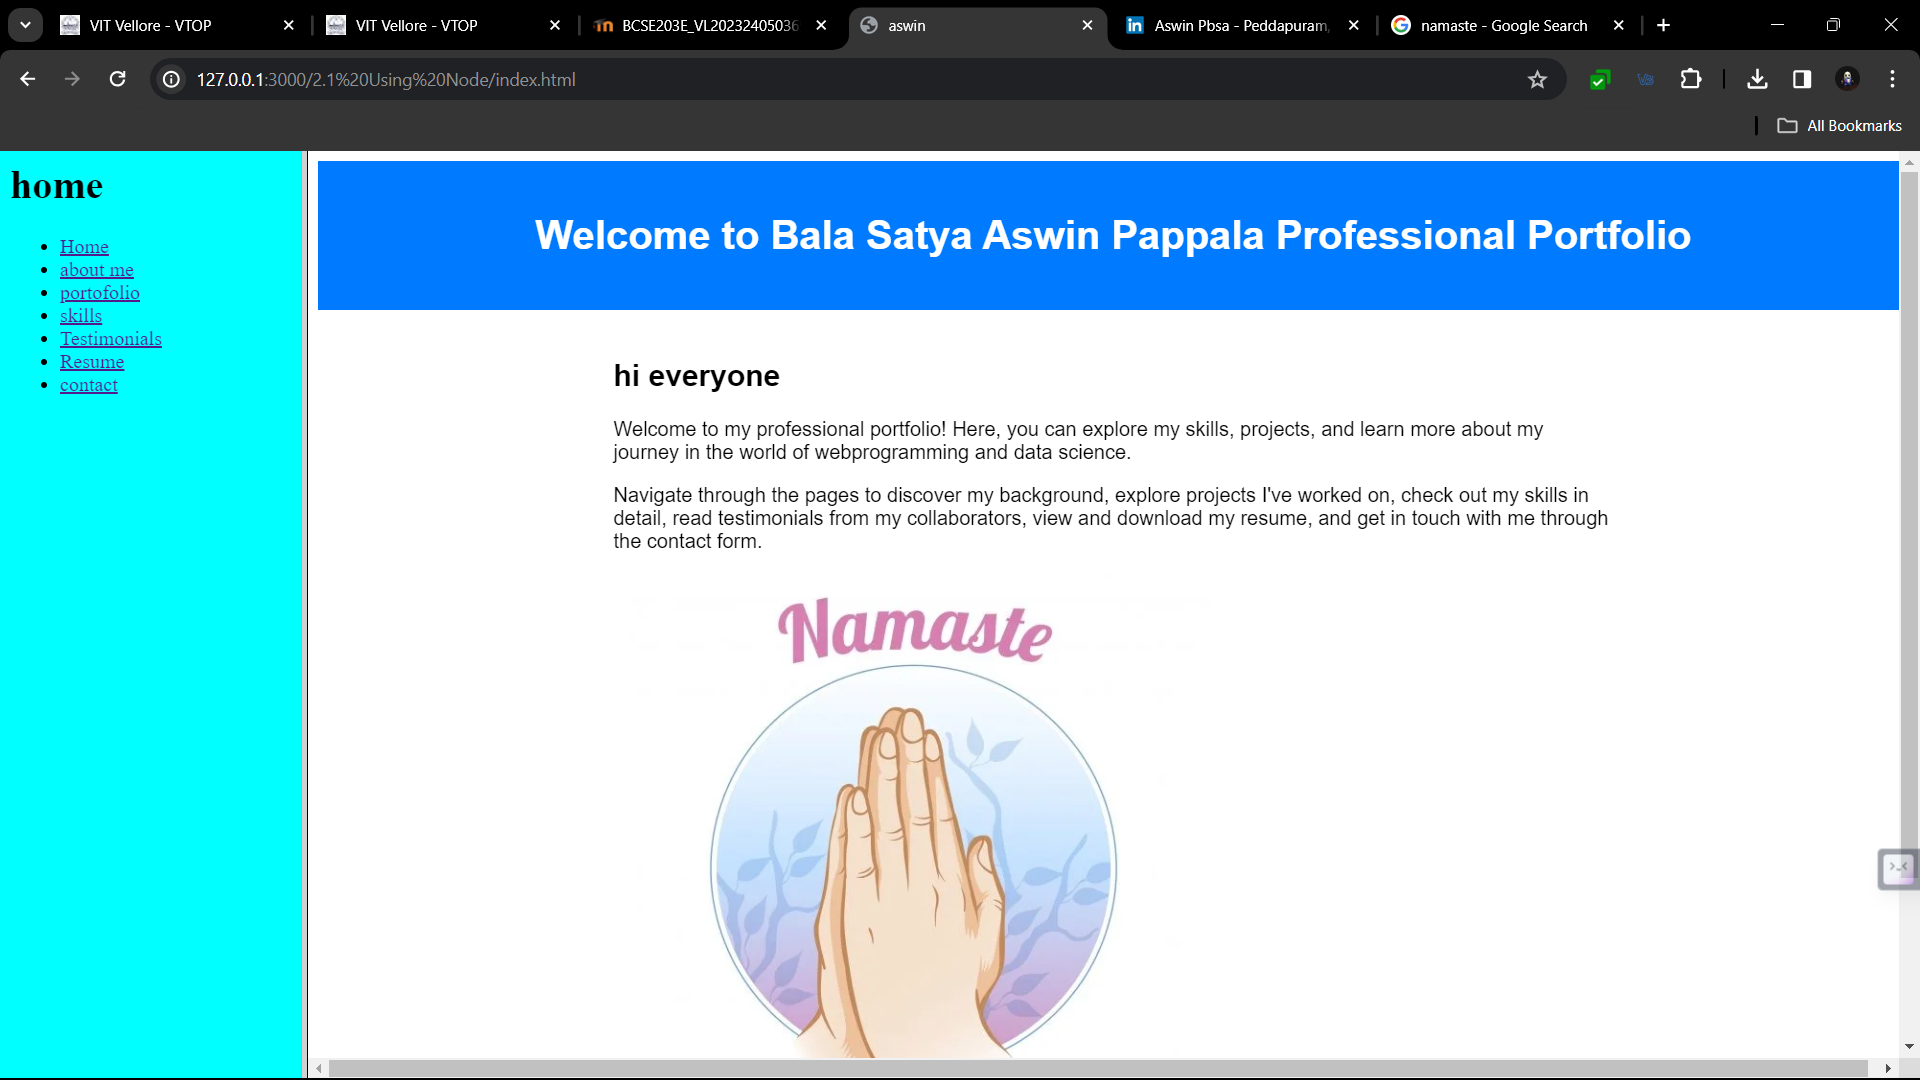 VIT Vellore - VTOP
VIT Vellore - VTOP
BCSE203E_VL20232405036
aswin
Aswin Pbsa - Peddapuram,
namaste - Google Search
127.0.0.1:3000/2.1%20Using%20Node/index.html
All Bookmarks
home
Home
about me
portofolio
skills
Testimonials
Resume
contact
Welcome to Bala Satya Aswin Pappala Professional Portfolio
hi everyone
Welcome to my professional portfolio! Here, you can explore my skills, projects, and learn more about my
journey in the world of webprogramming and data science.
Navigate through the pages to discover my background, explore projects I've worked on, check out my skills in
detail, read testimonials from my collaborators, view and download my resume, and get in touch with me through
the contact form.
Namaste